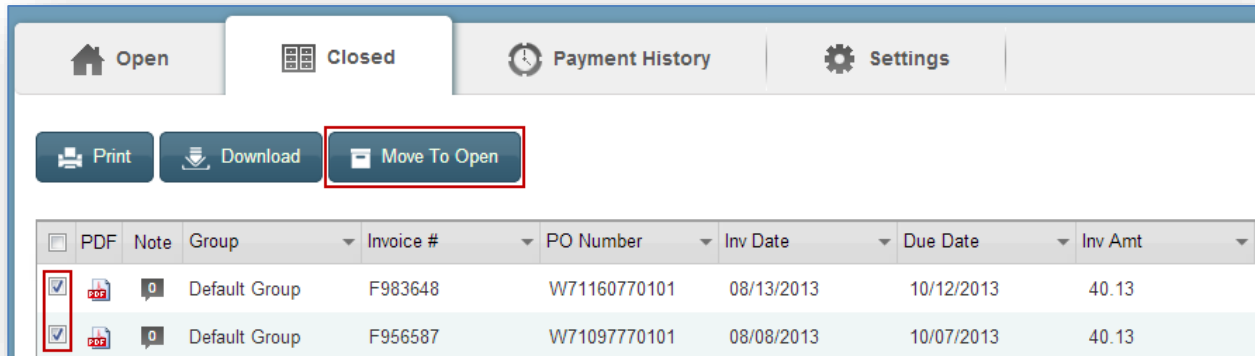 Open Closed Payment History Settings
Print Download Move To Open
PDF Note Group Invoice # PO Number Inv Date Due Date Inv Amt
PDF 0 Default Group F983648 W71160770101 08/13/2013 10/12/2013 40.13
PDF 0 Default Group F956587 W71097770101 08/08/2013 10/07/2013 40.13